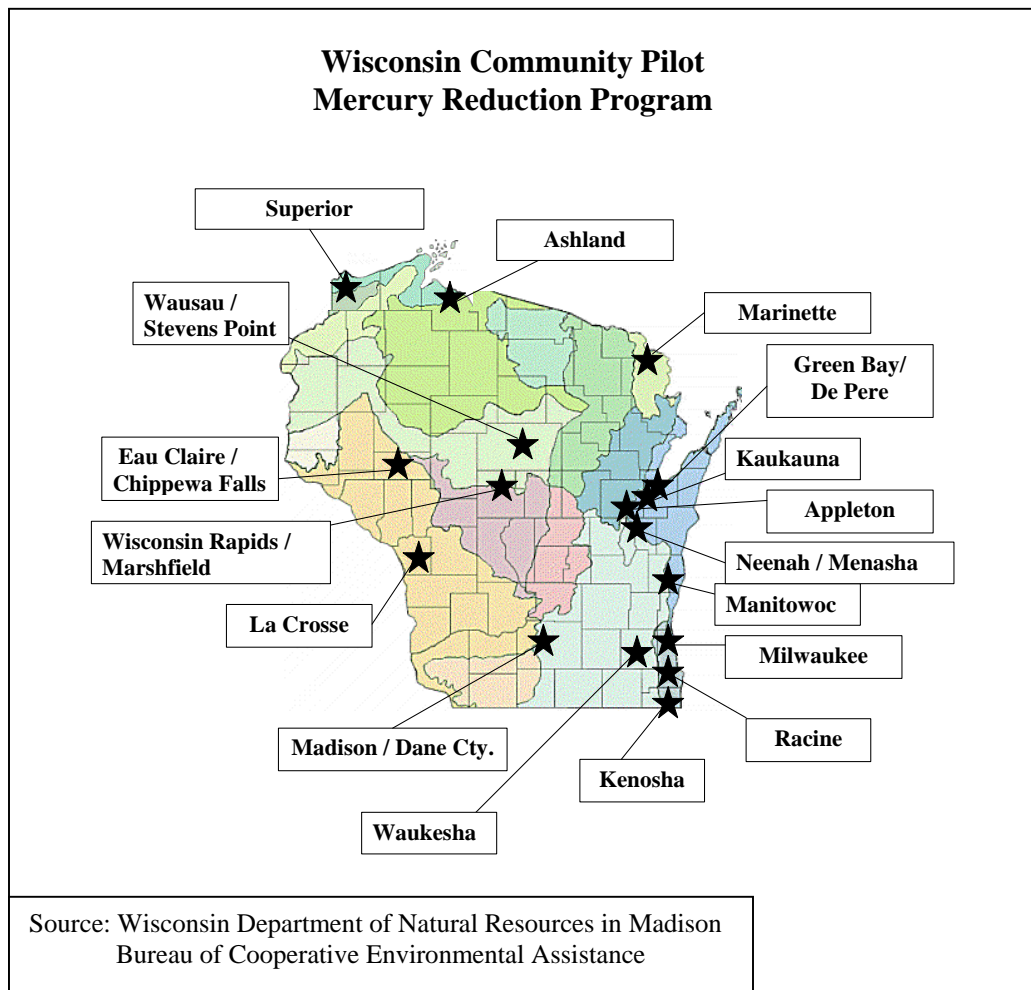 Wisconsin Community Pilot
Mercury Reduction Program
Superior
Ashland
Wausau /
Stevens Point
Marinette
Green Bay/
De Pere
Eau Claire /
Chippewa Falls
Kaukauna
Appleton
Wisconsin Rapids /
Marshfield
Neenah / Menasha
Manitowoc
La Crosse
Milwaukee
Madison / Dane Cty.
Racine
Kenosha
Waukesha
Source: Wisconsin Department of Natural Resources in Madison
Bureau of Cooperative Environmental Assistance